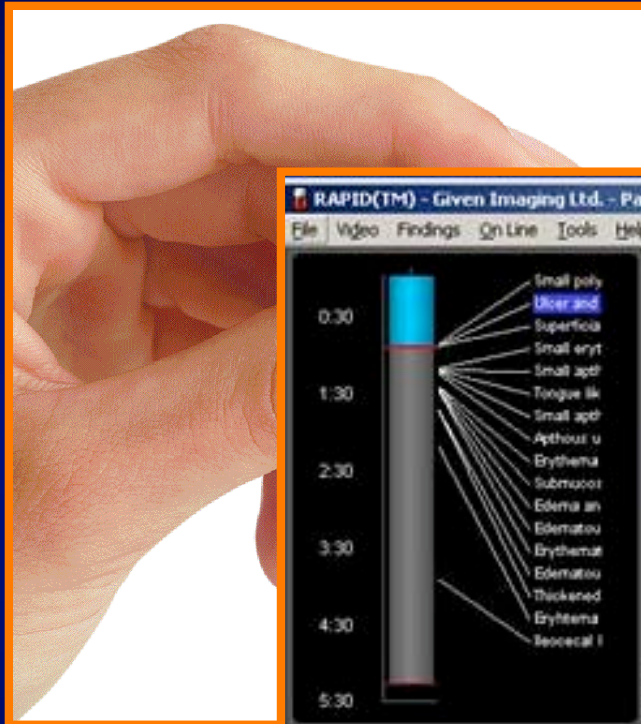 RAPID(TM) - Given Imaging Ltd. - Pa
File Video Findings On Line Tools Hel
0:30
1:30
2:30
3:30
4:30
5:30
Small poly
Ulcer and
Superficia
Small eryt
Small apth
Tongue lik
Small apth
Apthous u
Erythema
Submucos
Edema an
Edematou
Erythemat
Edematou
Thickened
Eryhtema
Ileocecal